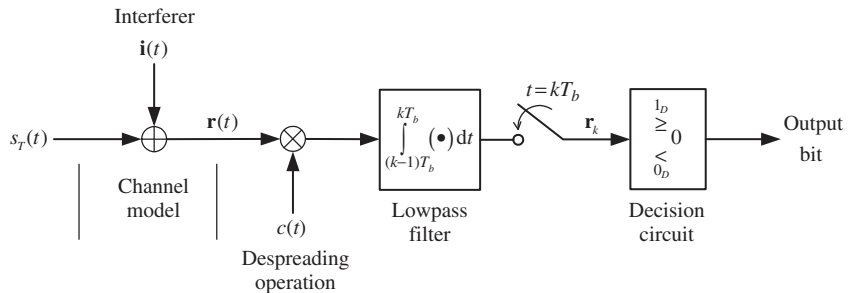 Interferer
i(t)
s_T(t)
r(t)
Channel
model
c(t)
Despreading
operation
kT_b
∫ (•) dt
(k−1)T_b
Lowpass
filter
t = kT_b
r_k
1_D
≥
0
<
0_D
Decision
circuit
Output
bit